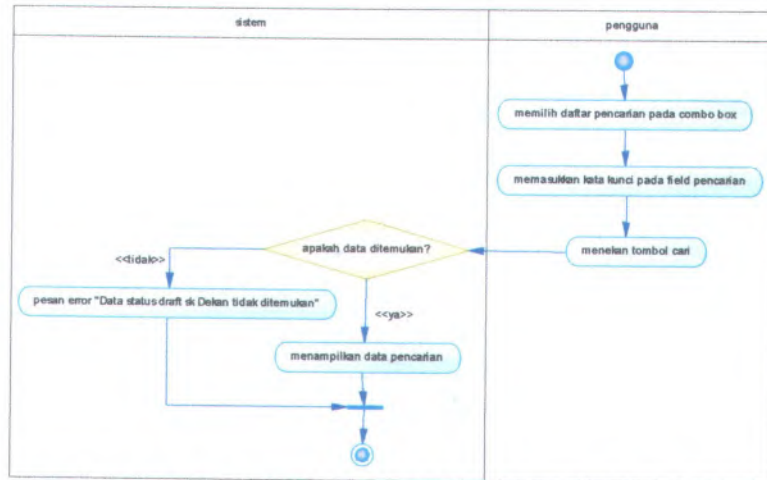 sistem
pengguna
memilih daftar pencarian pada combo box
memasukkan kata kunci pada field pencarian
menekan tombol cari
apakah data ditemukan?
<<tidak>>
pesan error "Data status draft sk Dekan tidak ditemukan"
<<ya>>
menampilkan data pencarian